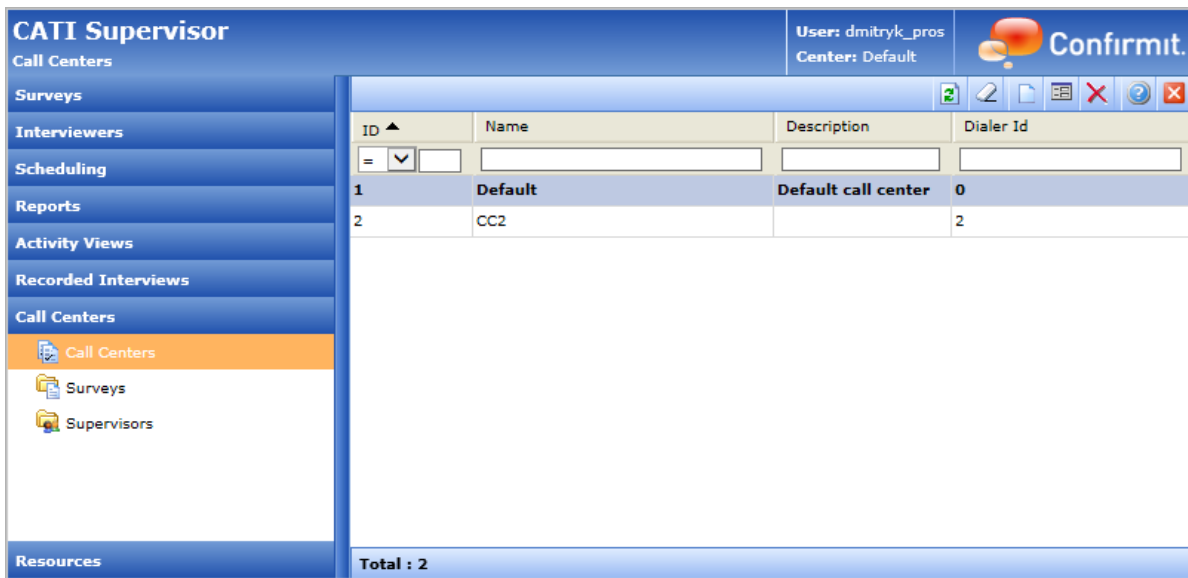 CATI Supervisor
Call Centers
User: dmitryk_pros
Center: Default
Confirmit.
Surveys
Interviewers
Scheduling
Reports
Activity Views
Recorded Interviews
Call Centers
Call Centers
Surveys
Supervisors
Resources
ID Name Description Dialer Id
=
1 Default Default call center 0
2 CC2 2
Total : 2